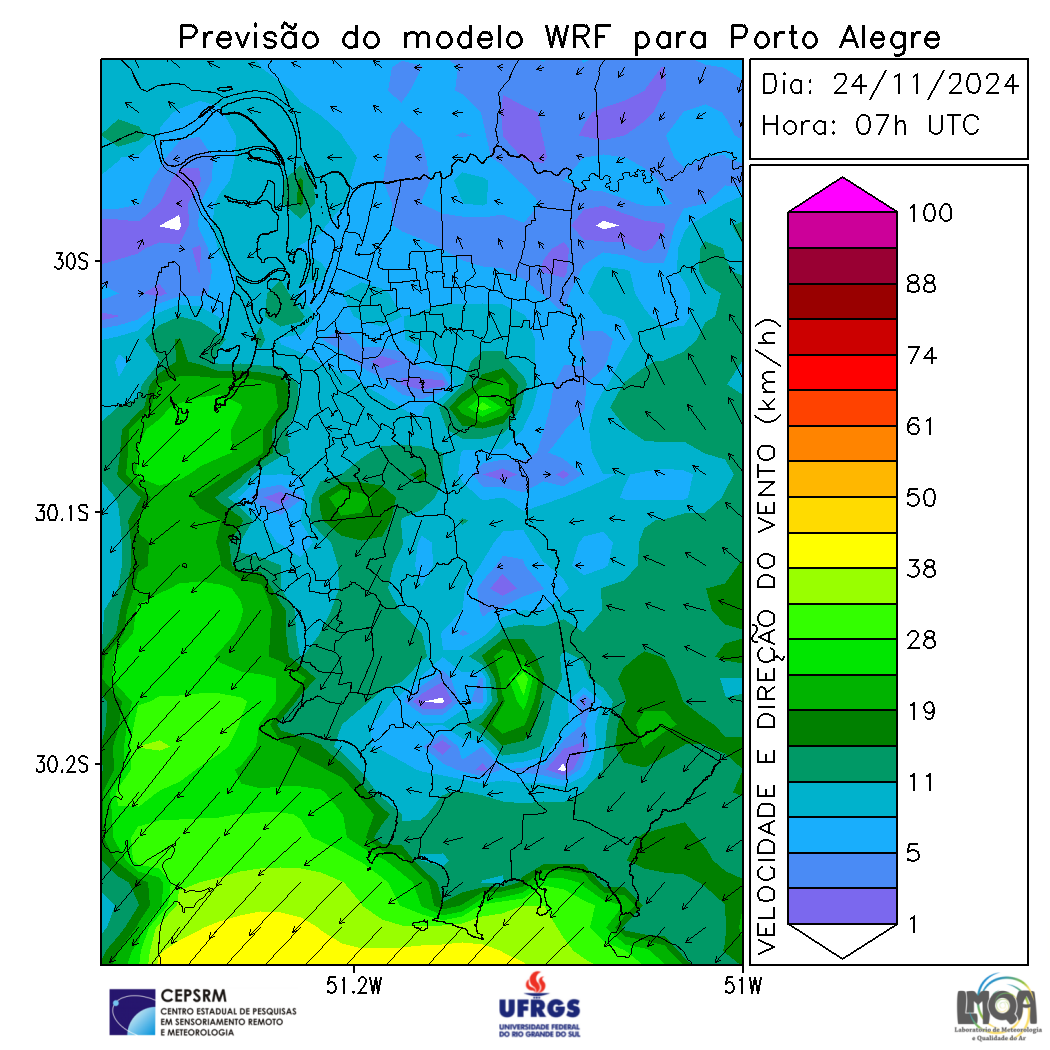 Previsão do modelo WRF para Porto Alegre
Dia: 24/11/2024
Hora: 07h UTC
30S
30.1S
30.2S
51.2W
51W
VELOCIDADE E DIREÇÃO DO VENTO (km/h)
100
88
74
61
50
38
28
19
11
5
1
CEPSRM
CENTRO ESTADUAL DE PESQUISAS
EM SENSORIAMENTO REMOTO
E METEOROLOGIA
UFRGS
UNIVERSIDADE FEDERAL
DO RIO GRANDE DO SUL
LMQA
Laboratório de Meteorologia
e Qualidade do Ar